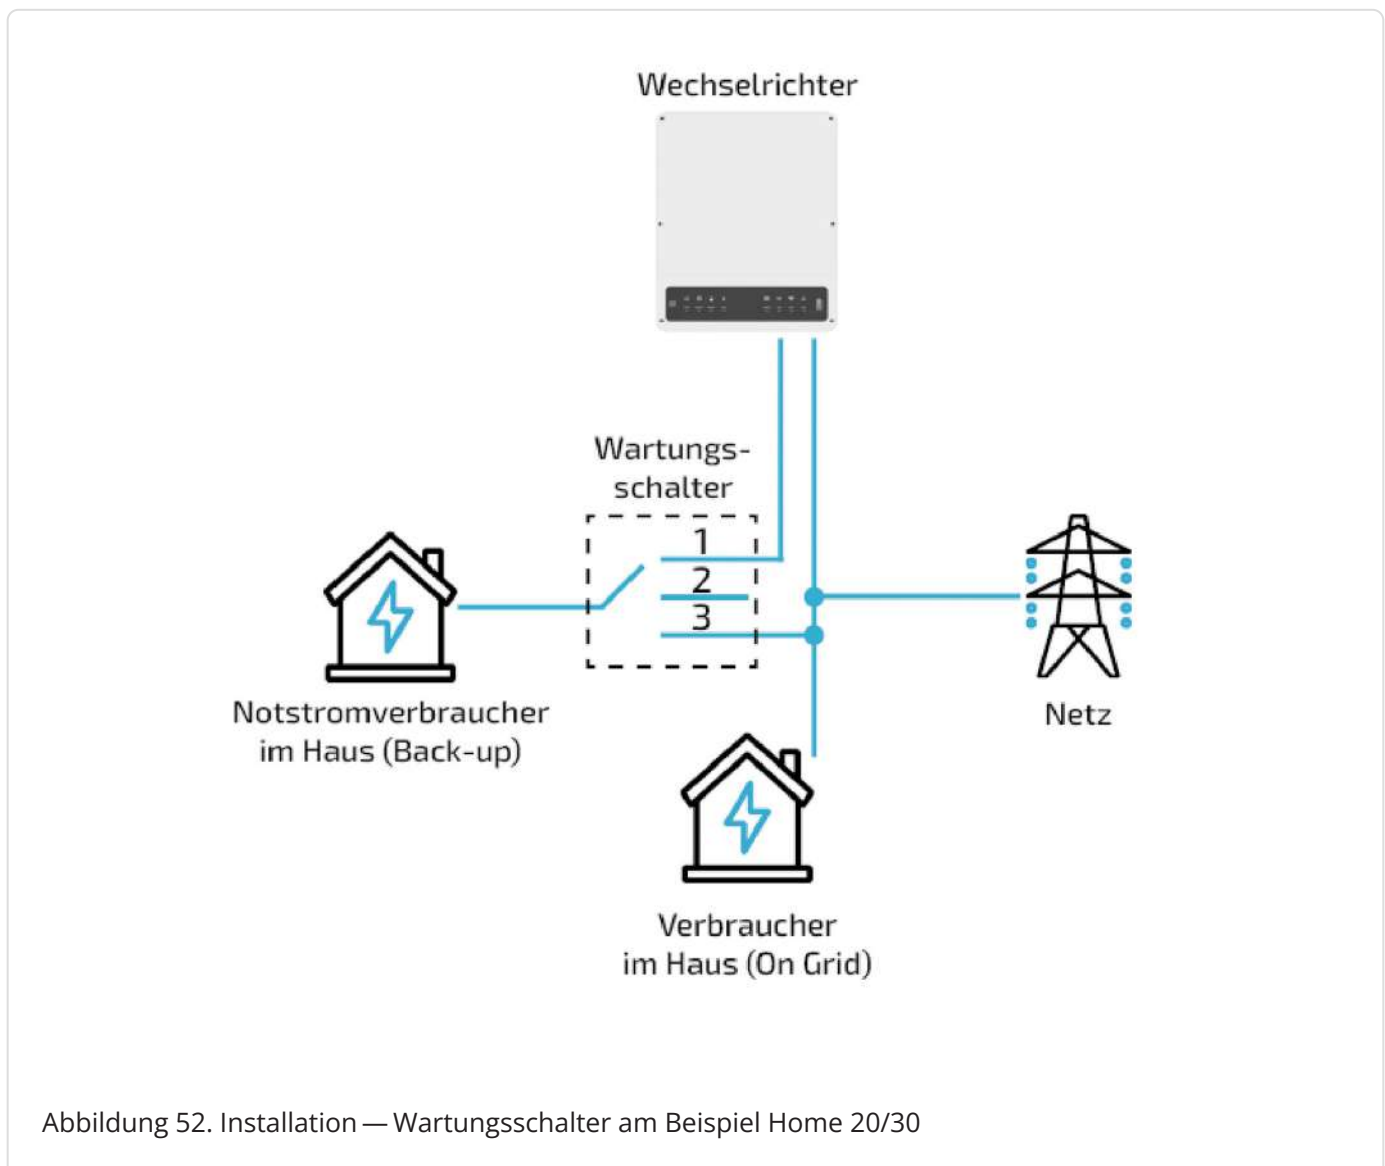 Wechselrichter
Wartungs-
schalter
1
2
3
Notstromverbraucher
im Haus (Back-up)
Netz
Verbraucher
im Haus (On Grid)
Abbildung 52. Installation — Wartungsschalter am Beispiel Home 20/30